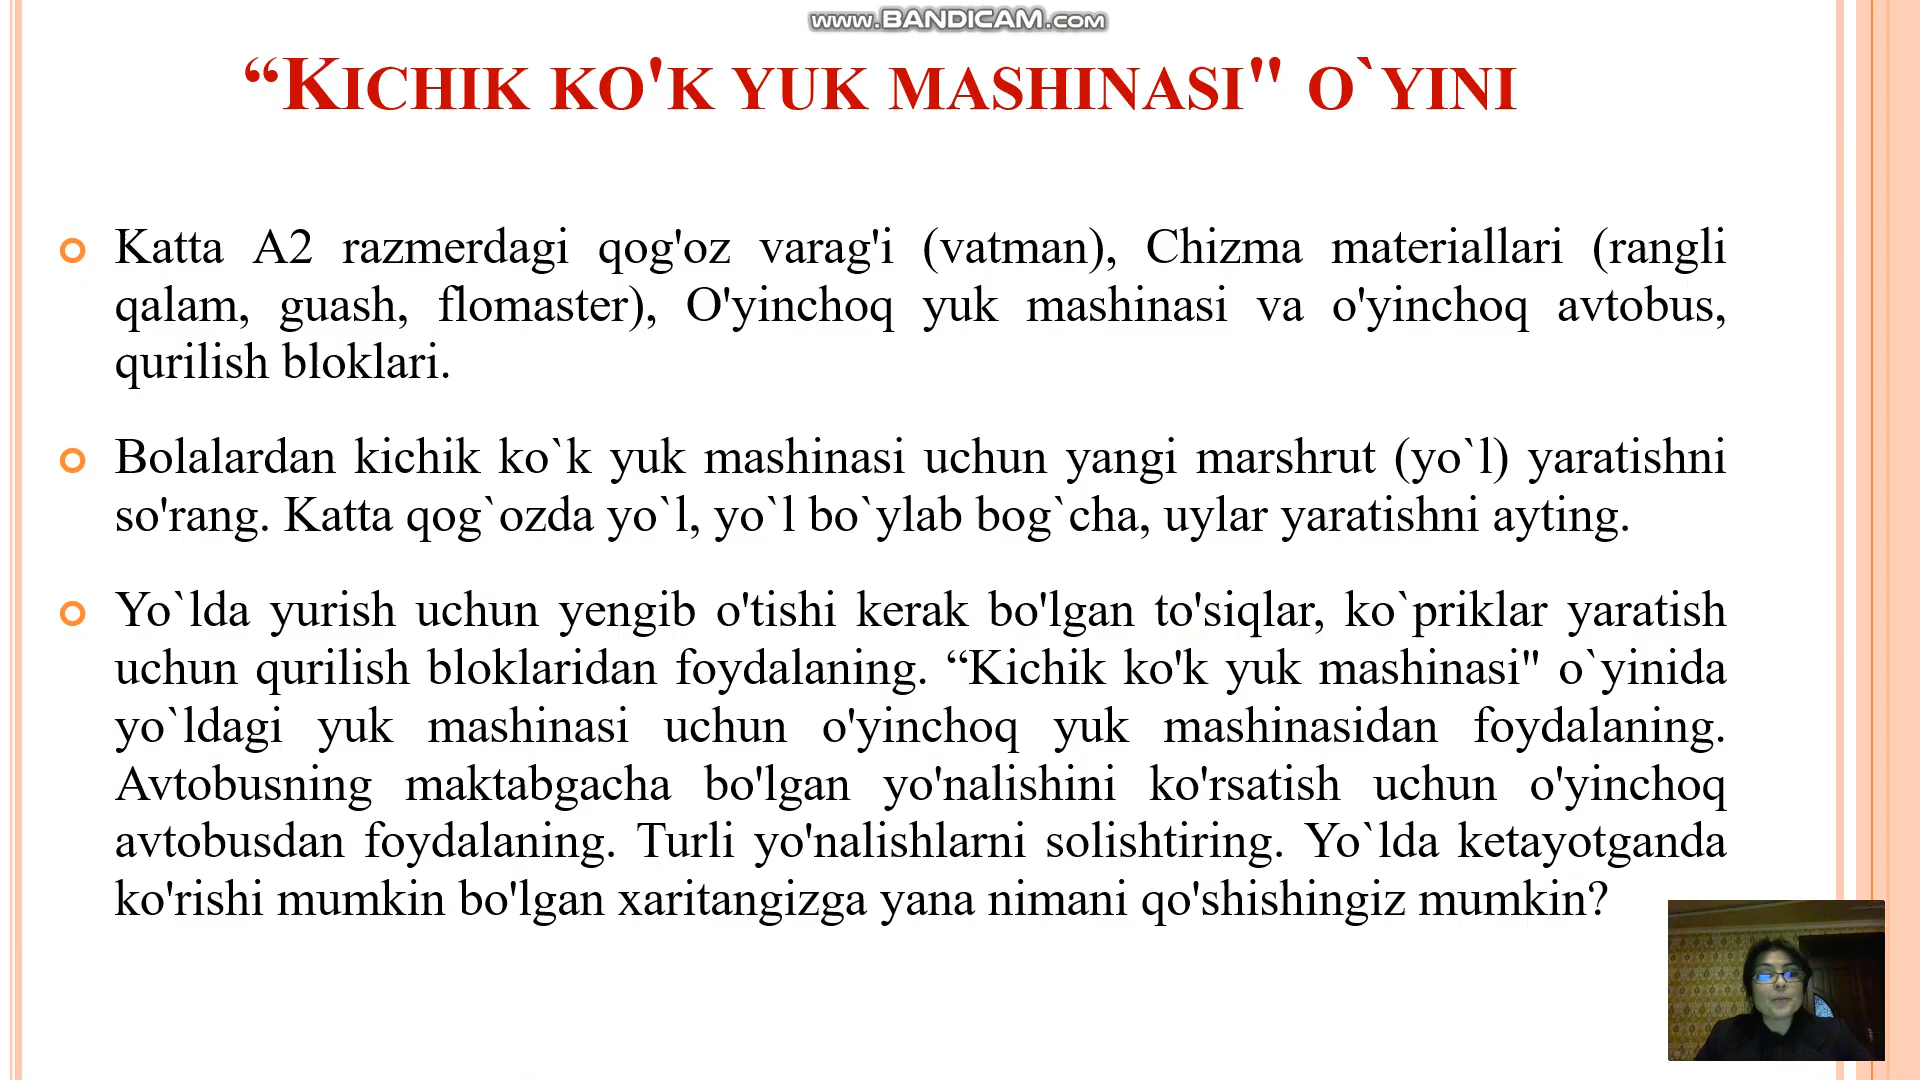 www.BANDICAM.com
“Kichik ko'k yuk mashinasi" o`yini
Katta A2 razmerdagi qog'oz varag'i (vatman), Chizma materiallari (rangli
qalam, guash, flomaster), O'yinchoq yuk mashinasi va o'yinchoq avtobus,
qurilish bloklari.
Bolalardan kichik ko`k yuk mashinasi uchun yangi marshrut (yo`l) yaratishni
so'rang. Katta qog`ozda yo`l, yo`l bo`ylab bog`cha, uylar yaratishni ayting.
Yo`lda yurish uchun yengib o'tishi kerak bo'lgan to'siqlar, ko`priklar yaratish
uchun qurilish bloklaridan foydalaning. “Kichik ko'k yuk mashinasi" o`yinida
yo`ldagi yuk mashinasi uchun o'yinchoq yuk mashinasidan foydalaning.
Avtobusning maktabgacha bo'lgan yo'nalishini ko'rsatish uchun o'yinchoq
avtobusdan foydalaning. Turli yo'nalishlarni solishtiring. Yo`lda ketayotganda
ko'rishi mumkin bo'lgan xaritangizga yana nimani qo'shishingiz mumkin?